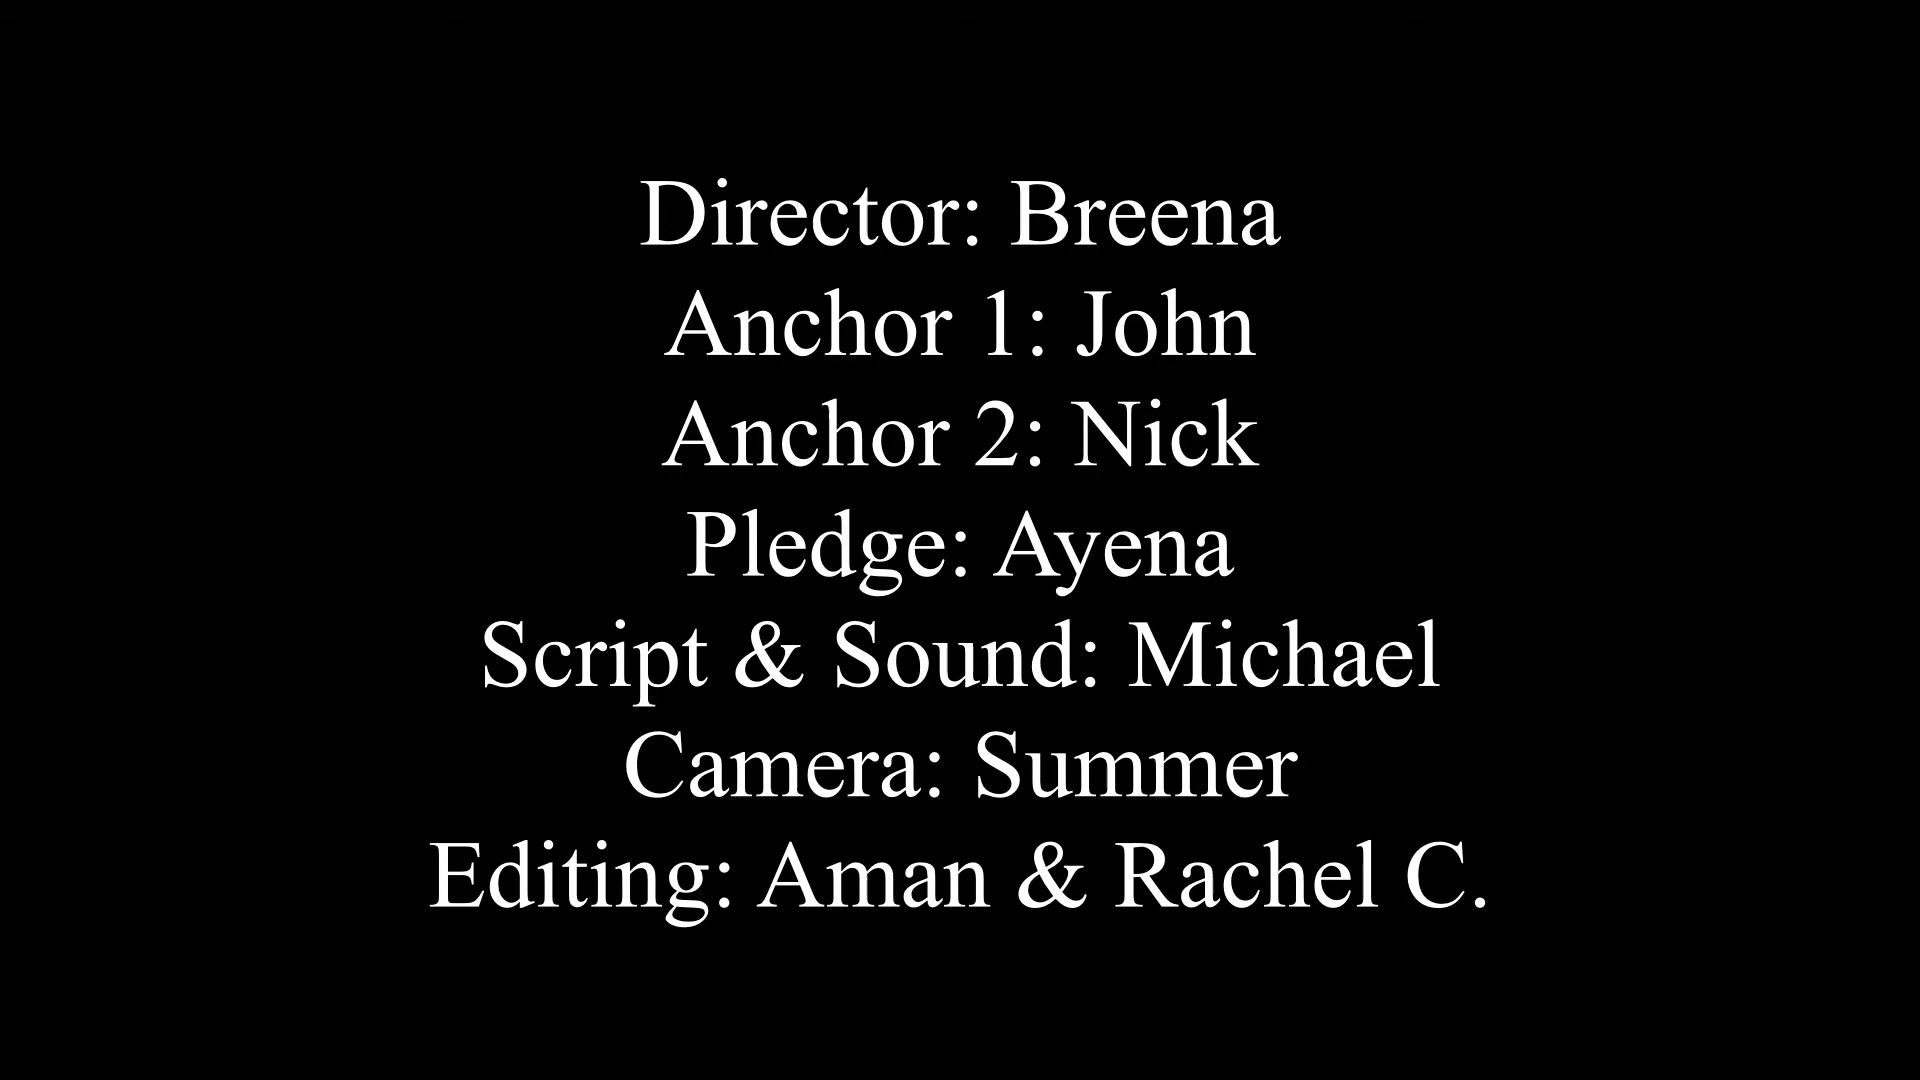 Director: Breena
Anchor 1: John
Anchor 2: Nick
Pledge: Ayena
Script & Sound: Michael
Camera: Summer
Editing: Aman & Rachel C.